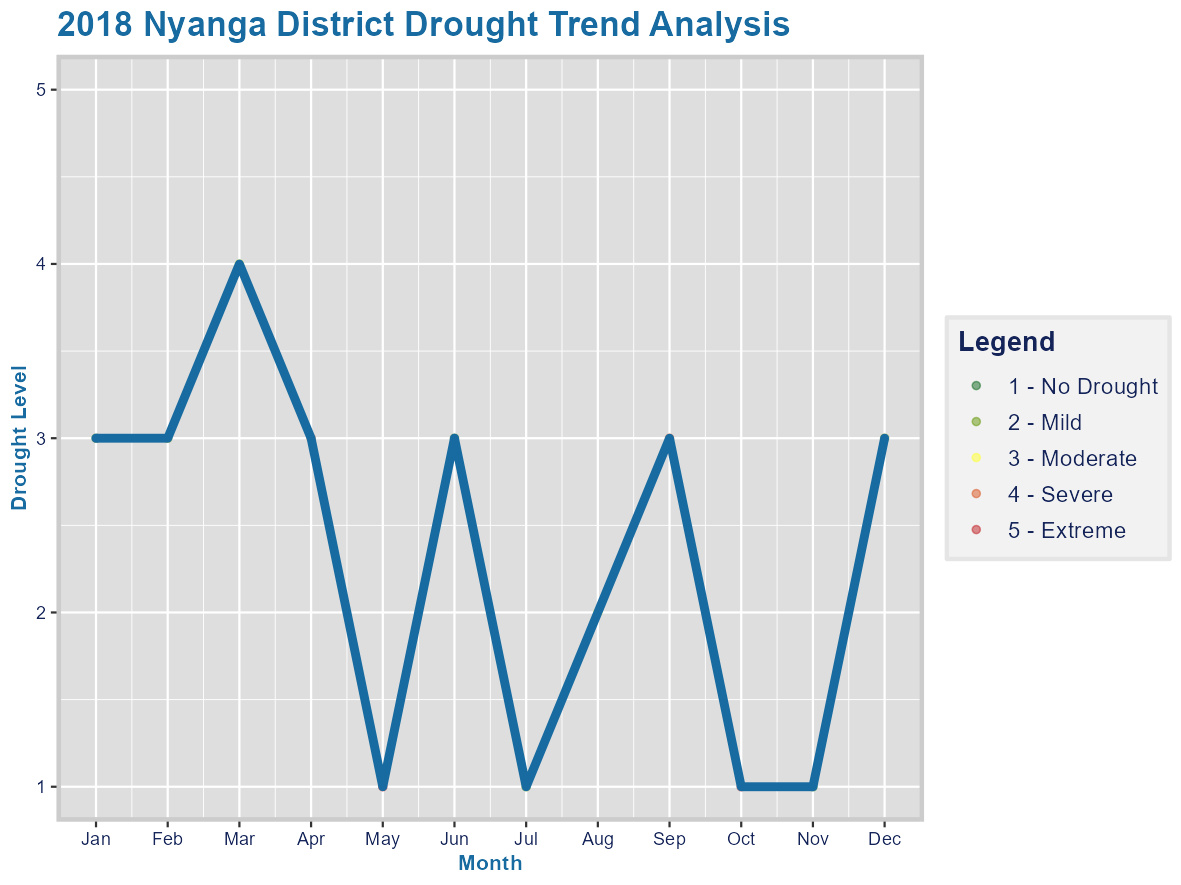 2018 Nyanga District Drought Trend Analysis
Drought Level
5
4
3
2
1
Jan Feb Mar Apr May Jun Jul Aug Sep Oct Nov Dec
Month
Legend
1 - No Drought
2 - Mild
3 - Moderate
4 - Severe
5 - Extreme